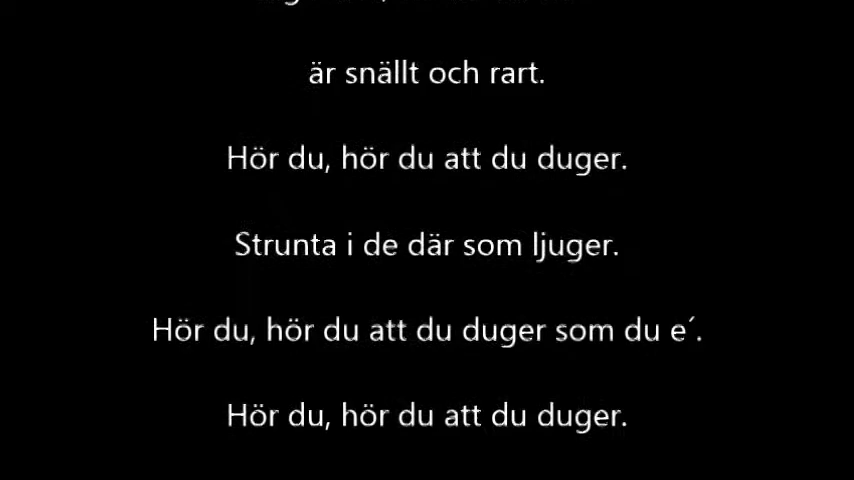 är snällt och rart.
Hör du, hör du att du duger.
Strunta i de där som ljuger.
Hör du, hör du att du duger som du e´.
Hör du, hör du att du duger.